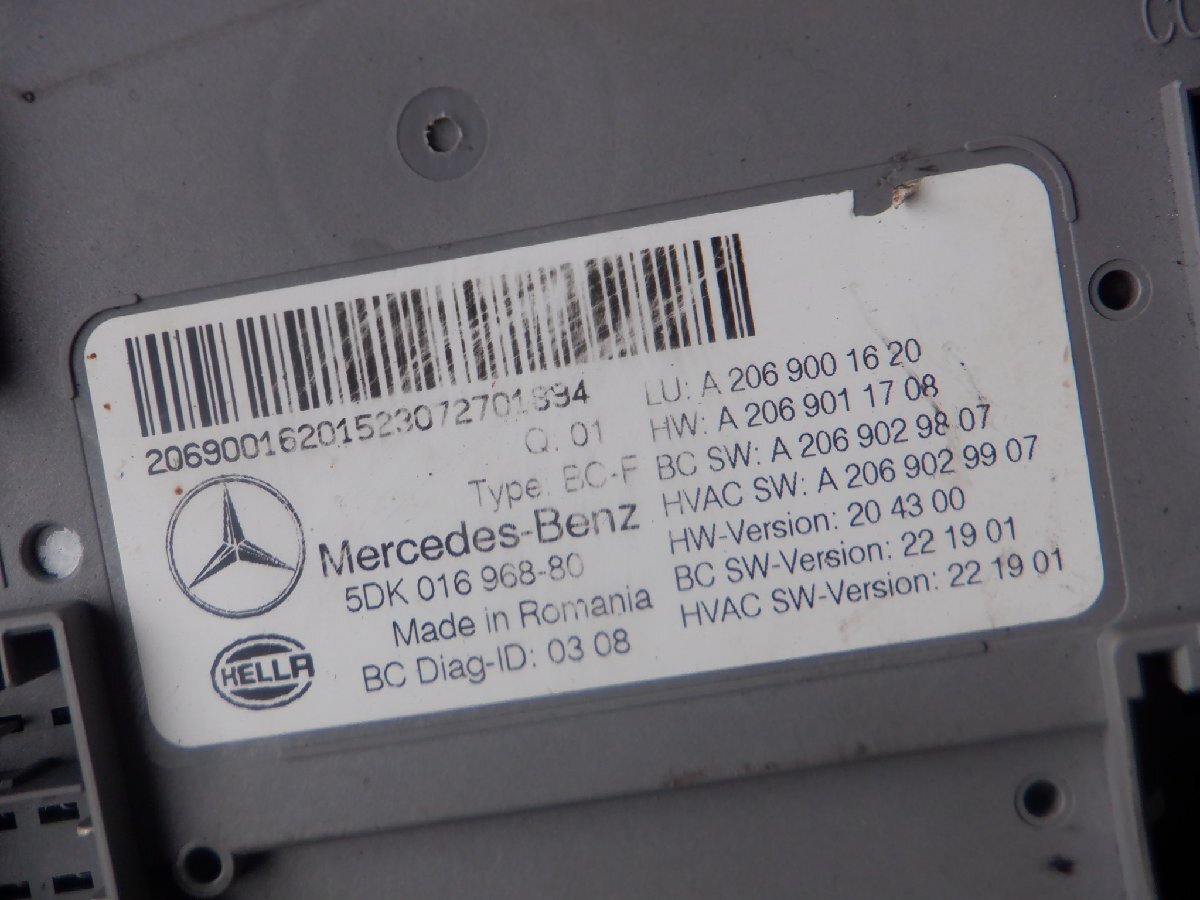 20690016201523072701894
Q: 01
Type: BC-F
Mercedes-Benz
5DK 016 968-80
Made in Romania
BC Diag-ID: 03 08
HELLA
LU: A 206 900 16 20
HW: A 206 901 17 08
BC SW: A 206 902 98 07
HVAC SW: A 206 902 99 07
HW-Version: 20 43 00
BC SW-Version: 22 19 01
HVAC SW-Version: 22 19 01